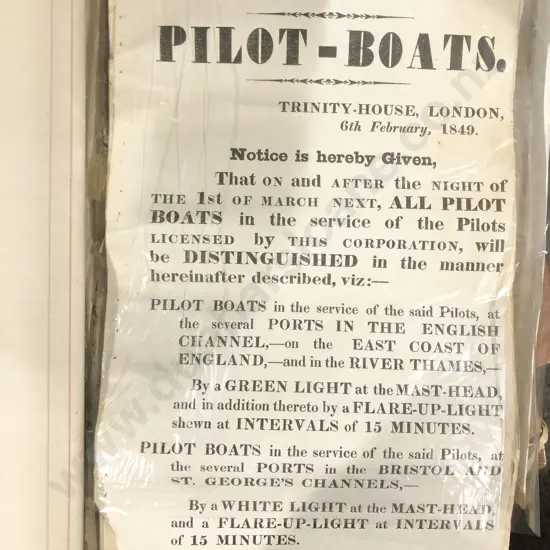 PILOT-BOATS.
TRINITY-HOUSE, LONDON,
6th February, 1849.
Notice is hereby Given,
That ON and AFTER the NIGHT of
THE 1st OF MARCH NEXT, ALL PILOT
BOATS in the service of the Pilots
LICENSED by THIS CORPORATION, will
be DISTINGUISHED in the manner
hereinafter described, viz:—
PILOT BOATS in the service of the said Pilots, at
the several PORTS IN THE ENGLISH
CHANNEL,—on the EAST COAST OF
ENGLAND,—and in the RIVER THAMES,—
By a GREEN LIGHT at the MAST-HEAD,
and in addition thereto by a FLARE-UP-LIGHT
shewn at INTERVALS of 15 MINUTES.
PILOT BOATS in the service of the said Pilots, at
the several PORTS in the BRISTOL AND
ST. GEORGE'S CHANNELS,—
By a WHITE LIGHT at the MAST-HEAD,
and a FLARE-UP-LIGHT at INTERVALS
of 15 MINUTES.